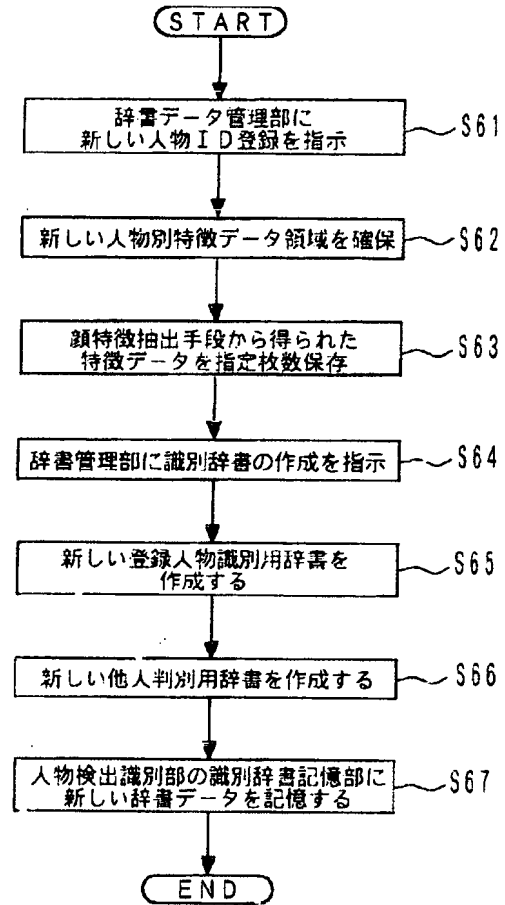 START
辞書データ管理部に
新しい人物ID登録を指示
S61
新しい人物別特徴データ領域を確保
S62
顔特徴抽出手段から得られた
特徴データを指定枚数保存
S63
辞書管理部に識別辞書の作成を指示
S64
新しい登録人物識別用辞書を
作成する
S65
新しい他人判別用辞書を作成する
S66
人物検出識別部の識別辞書記憶部に
新しい辞書データを記憶する
S67
END